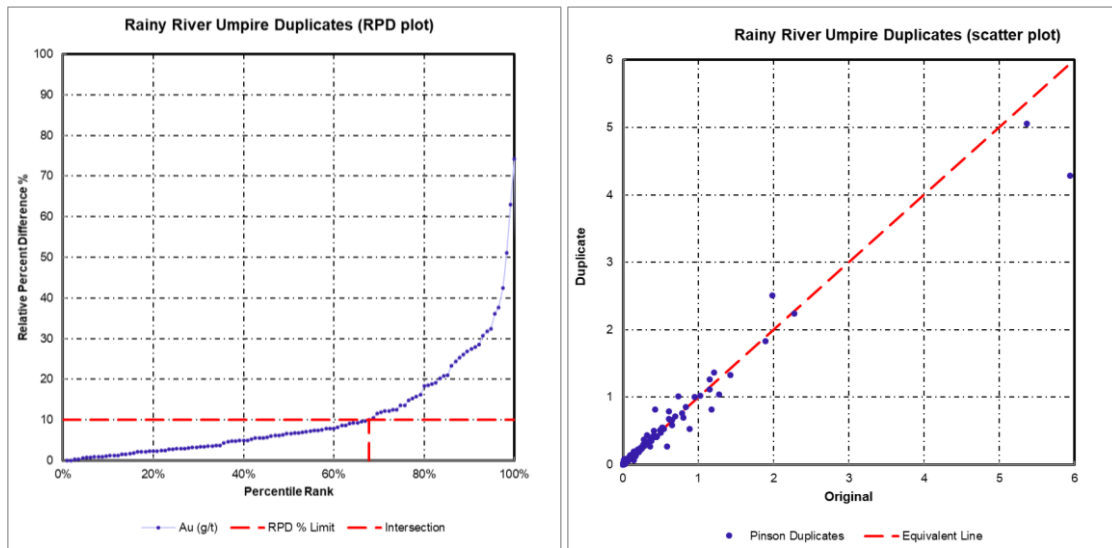 Rainy River Umpire Duplicates (RPD plot)
100
90
80
70
60
50
40
30
20
10
0
Relative Percent Difference %
0% 20% 40% 60% 80% 100%
Percentile Rank
Au (g/t) RPD % Limit Intersection
Rainy River Umpire Duplicates (scatter plot)
6
5
4
3
2
1
0
Duplicate
0 1 2 3 4 5 6
Original
Pinson Duplicates Equivalent Line